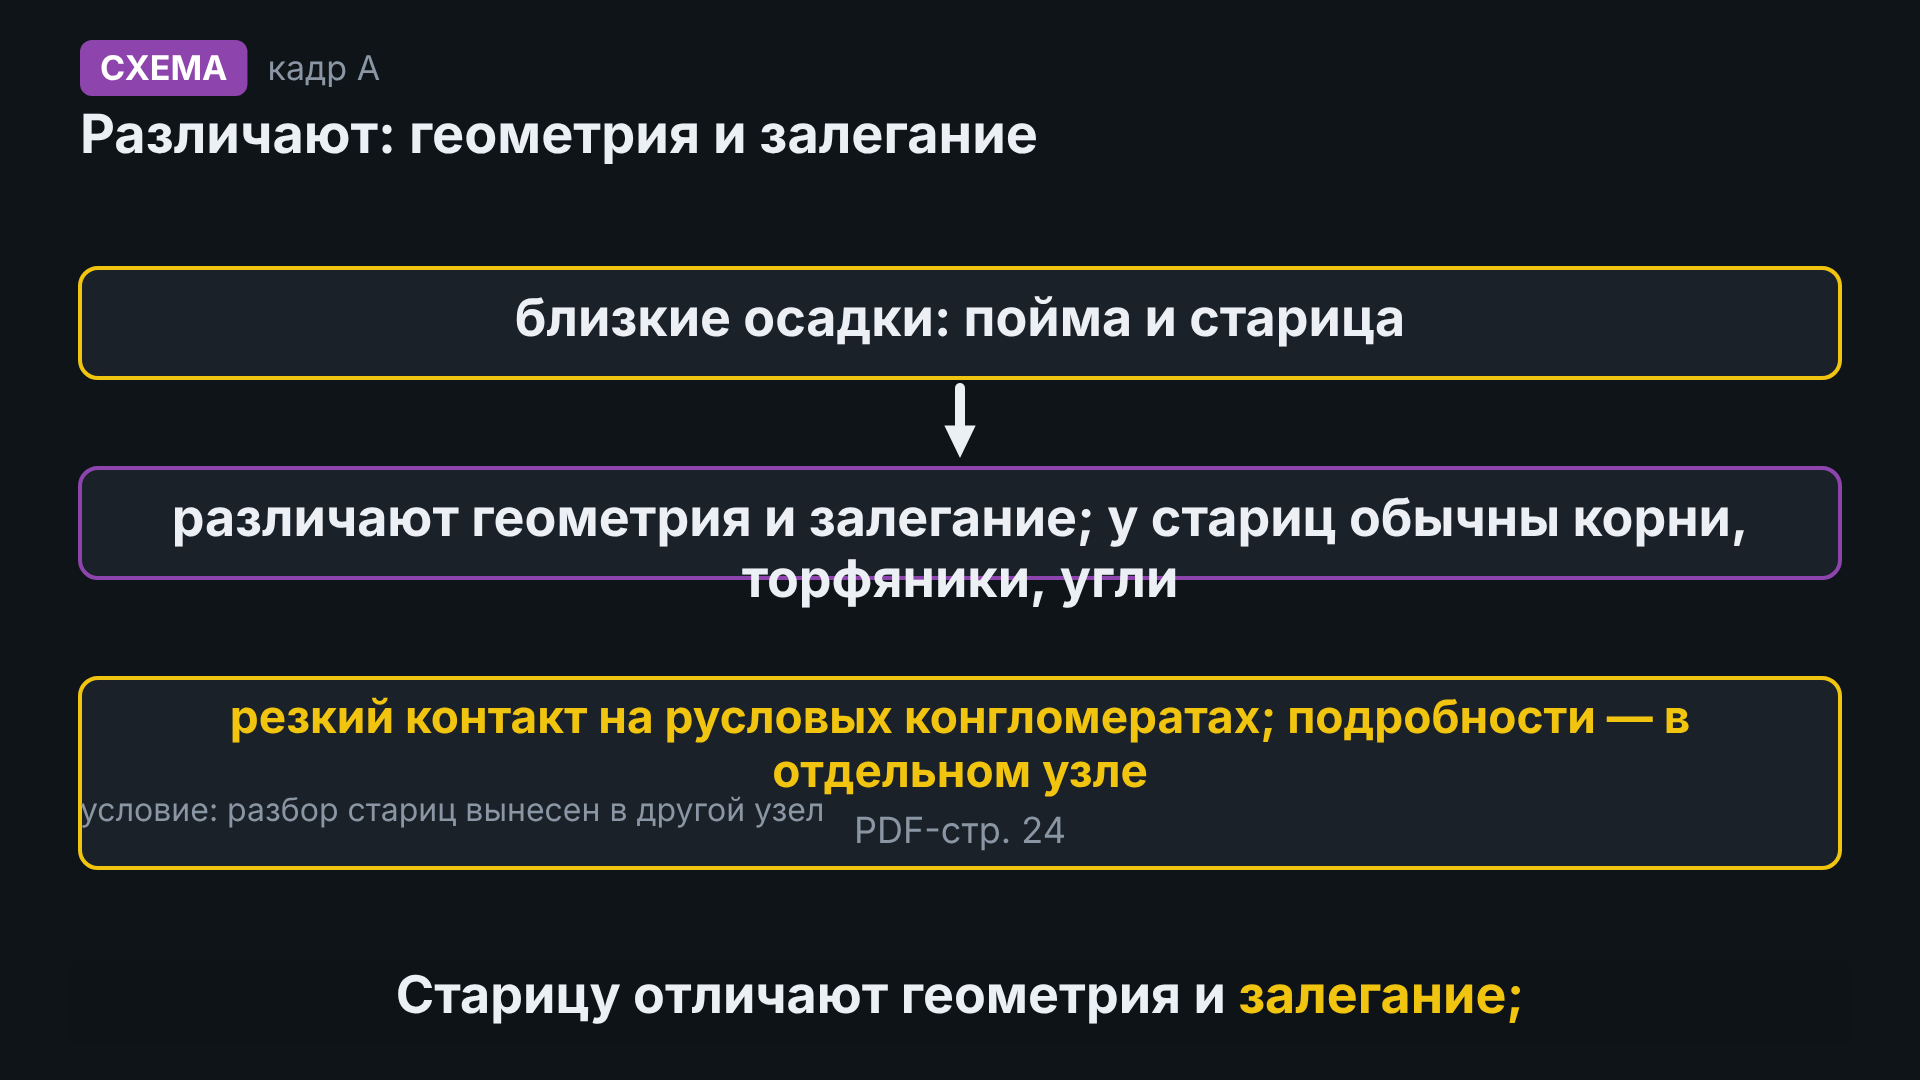 СХЕМА кадр А
Различают: геометрия и залегание
близкие осадки: пойма и старица
различают геометрия и залегание; у стариц обычны корни,
торфяники, угли
резкий контакт на русловых конгломератах; подробности — в
отдельном узле
условие: разбор стариц вынесен в другой узел
PDF-стр. 24
Старицу отличают геометрия и залегание;